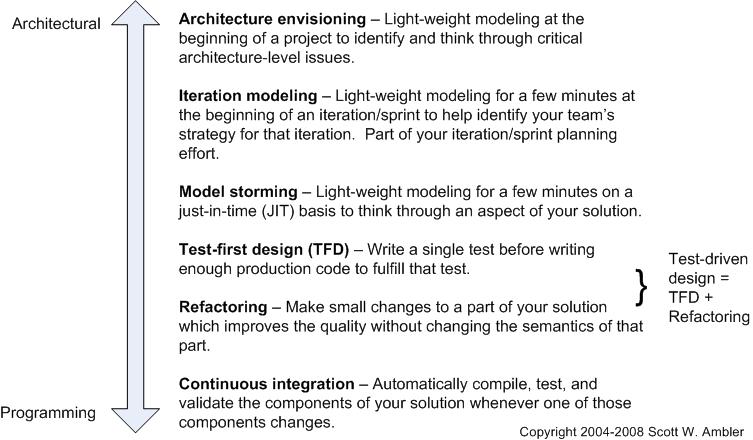 Architectural
Architecture envisioning – Light-weight modeling at the
beginning of a project to identify and think through critical
architecture-level issues.
Iteration modeling – Light-weight modeling for a few minutes at
the beginning of an iteration/sprint to help identify your team’s
strategy for that iteration.  Part of your iteration/sprint planning
effort.
Model storming – Light-weight modeling for a few minutes on a
just-in-time (JIT) basis to think through an aspect of your solution.
Test-first design (TFD) – Write a single test before writing
enough production code to fulfill that test.
Refactoring – Make small changes to a part of your solution
which improves the quality without changing the semantics of that
part.
}
Test-driven
design =
TFD +
Refactoring
Continuous integration – Automatically compile, test, and
validate the components of your solution whenever one of those
components changes.
Programming
Copyright 2004-2008 Scott W. Ambler